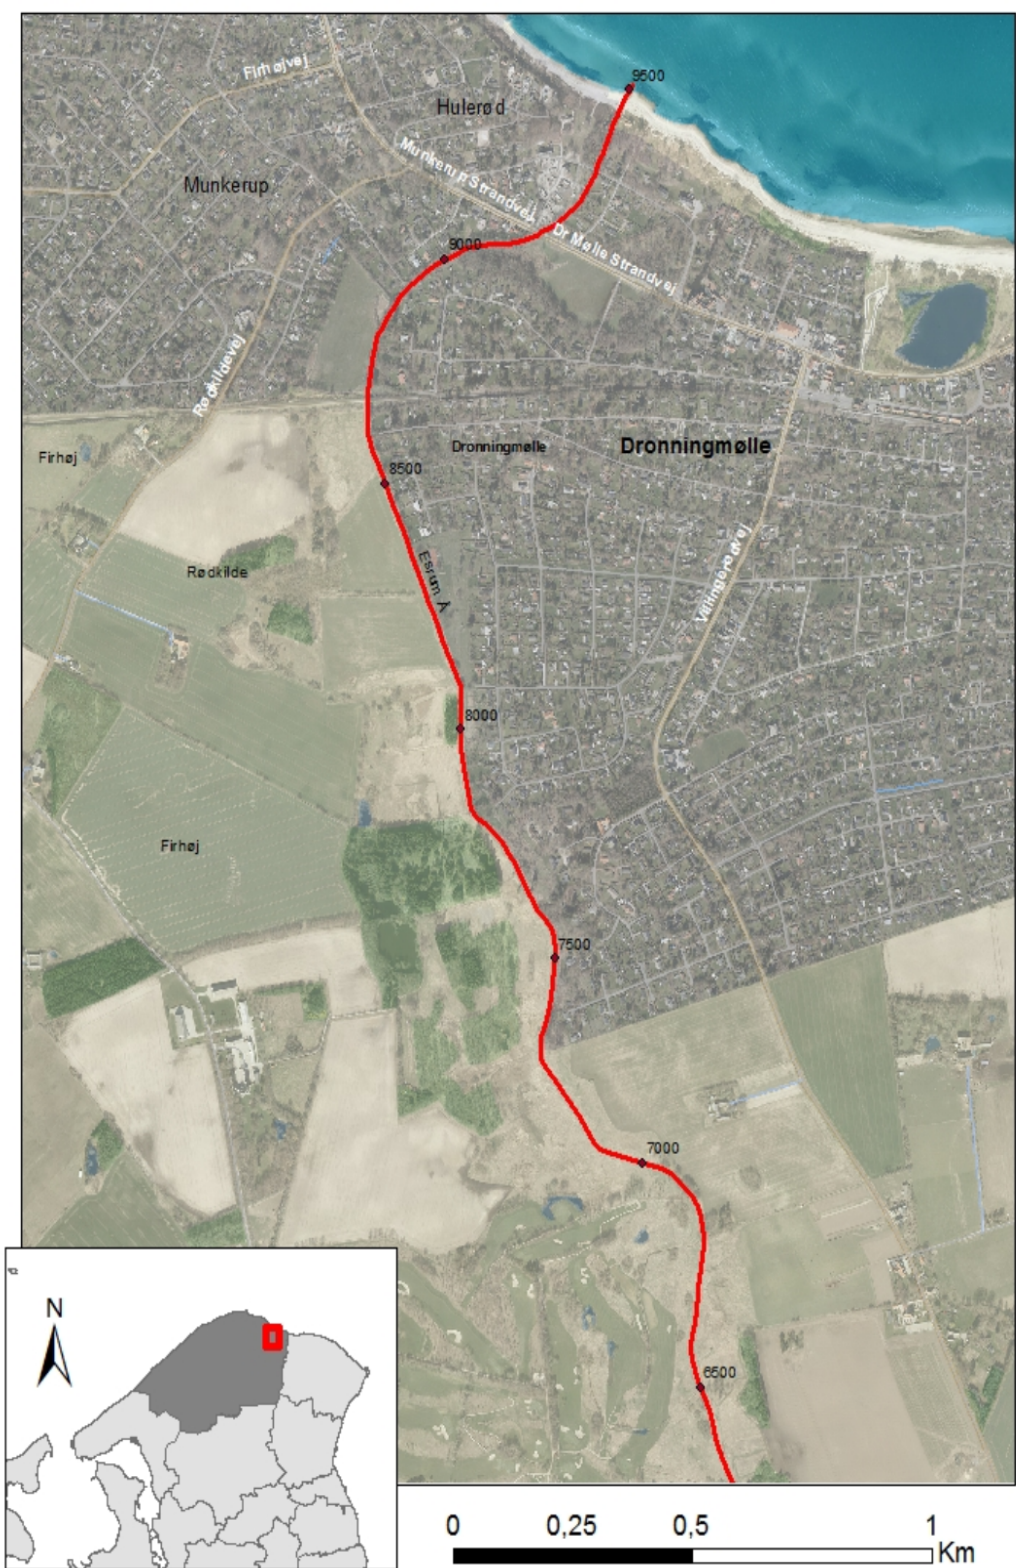 9500
Firhøjvej
Hulerød
Munkerup Strandvej
Munkerup
Dr Mølle Strandvej
9000
Rødkildevej
Dronningmølle
Dronningmølle
Firhøj
8500
Villingerødvej
Esrum Å
Rødkilde
8000
Firhøj
7500
7000
6500
N
0 0,25 0,5 1
Km